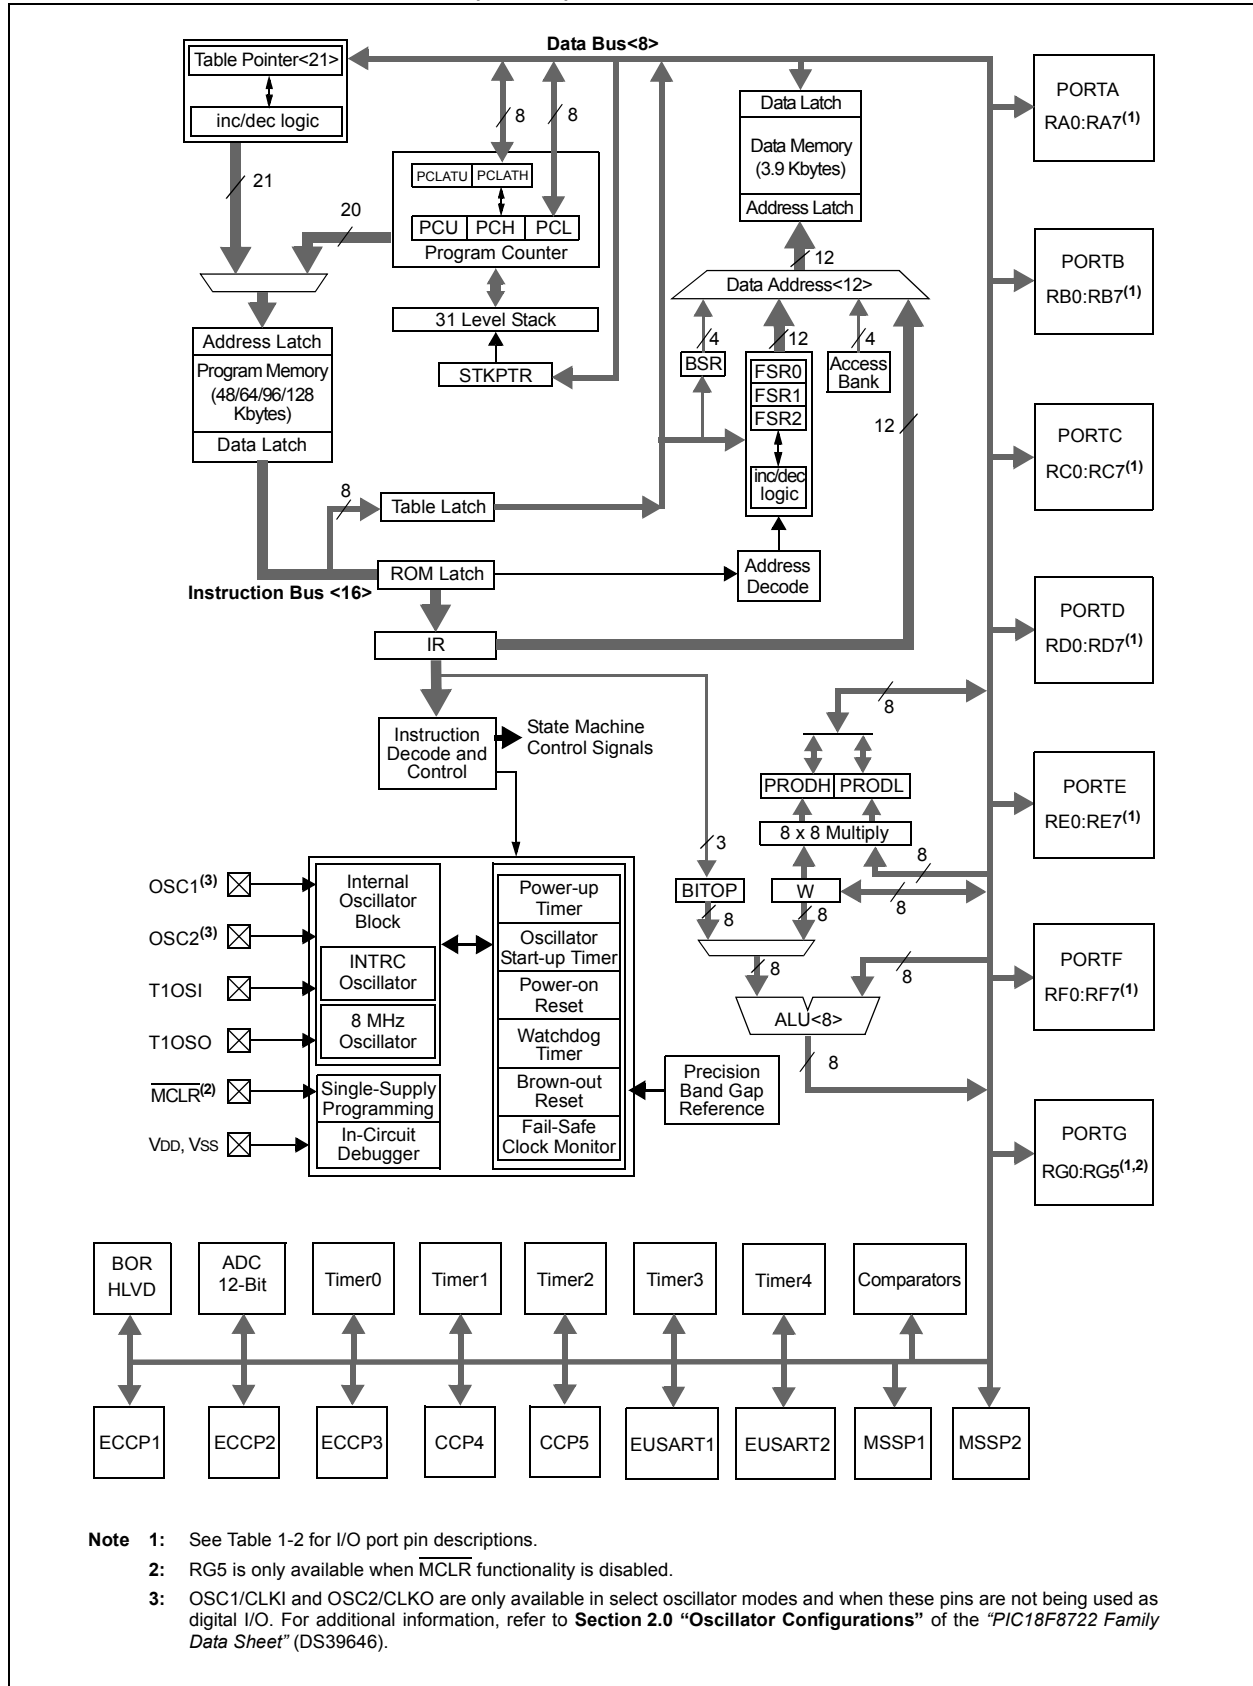 Data Bus<8>
Table Pointer<21>
inc/dec logic
21
20
8
8
PCLATU PCLATH
PCU PCH PCL
Program Counter
31 Level Stack
STKPTR
Data Latch
Data Memory
(3.9 Kbytes)
Address Latch
12
Data Address<12>
4
12
4
BSR
FSR0
FSR1
FSR2
inc/dec
logic
Access
Bank
12
Address
Decode
Address Latch
Program Memory
(48/64/96/128
Kbytes)
Data Latch
8
Table Latch
ROM Latch
Instruction Bus <16>
IR
Instruction
Decode and
Control
State Machine
Control Signals
8
PRODH PRODL
8 x 8 Multiply
3
8
BITOP
W
8
8
8
8
8
ALU<8>
8
OSC1(3)
OSC2(3)
T1OSI
T1OSO
MCLR(2)
VDD, VSS
Internal
Oscillator
Block
INTRC
Oscillator
8 MHz
Oscillator
Single-Supply
Programming
In-Circuit
Debugger
Power-up
Timer
Oscillator
Start-up Timer
Power-on
Reset
Watchdog
Timer
Brown-out
Reset
Fail-Safe
Clock Monitor
Precision
Band Gap
Reference
PORTA
RA0:RA7(1)
PORTB
RB0:RB7(1)
PORTC
RC0:RC7(1)
PORTD
RD0:RD7(1)
PORTE
RE0:RE7(1)
PORTF
RF0:RF7(1)
PORTG
RG0:RG5(1,2)
BOR
HLVD
ADC
12-Bit
Timer0
Timer1
Timer2
Timer3
Timer4
Comparators
ECCP1
ECCP2
ECCP3
CCP4
CCP5
EUSART1
EUSART2
MSSP1
MSSP2
Note 1: See Table 1-2 for I/O port pin descriptions.
2: RG5 is only available when MCLR functionality is disabled.
3: OSC1/CLKI and OSC2/CLKO are only available in select oscillator modes and when these pins are not being used as
digital I/O. For additional information, refer to Section 2.0 “Oscillator Configurations” of the “PIC18F8722 Family
Data Sheet” (DS39646).